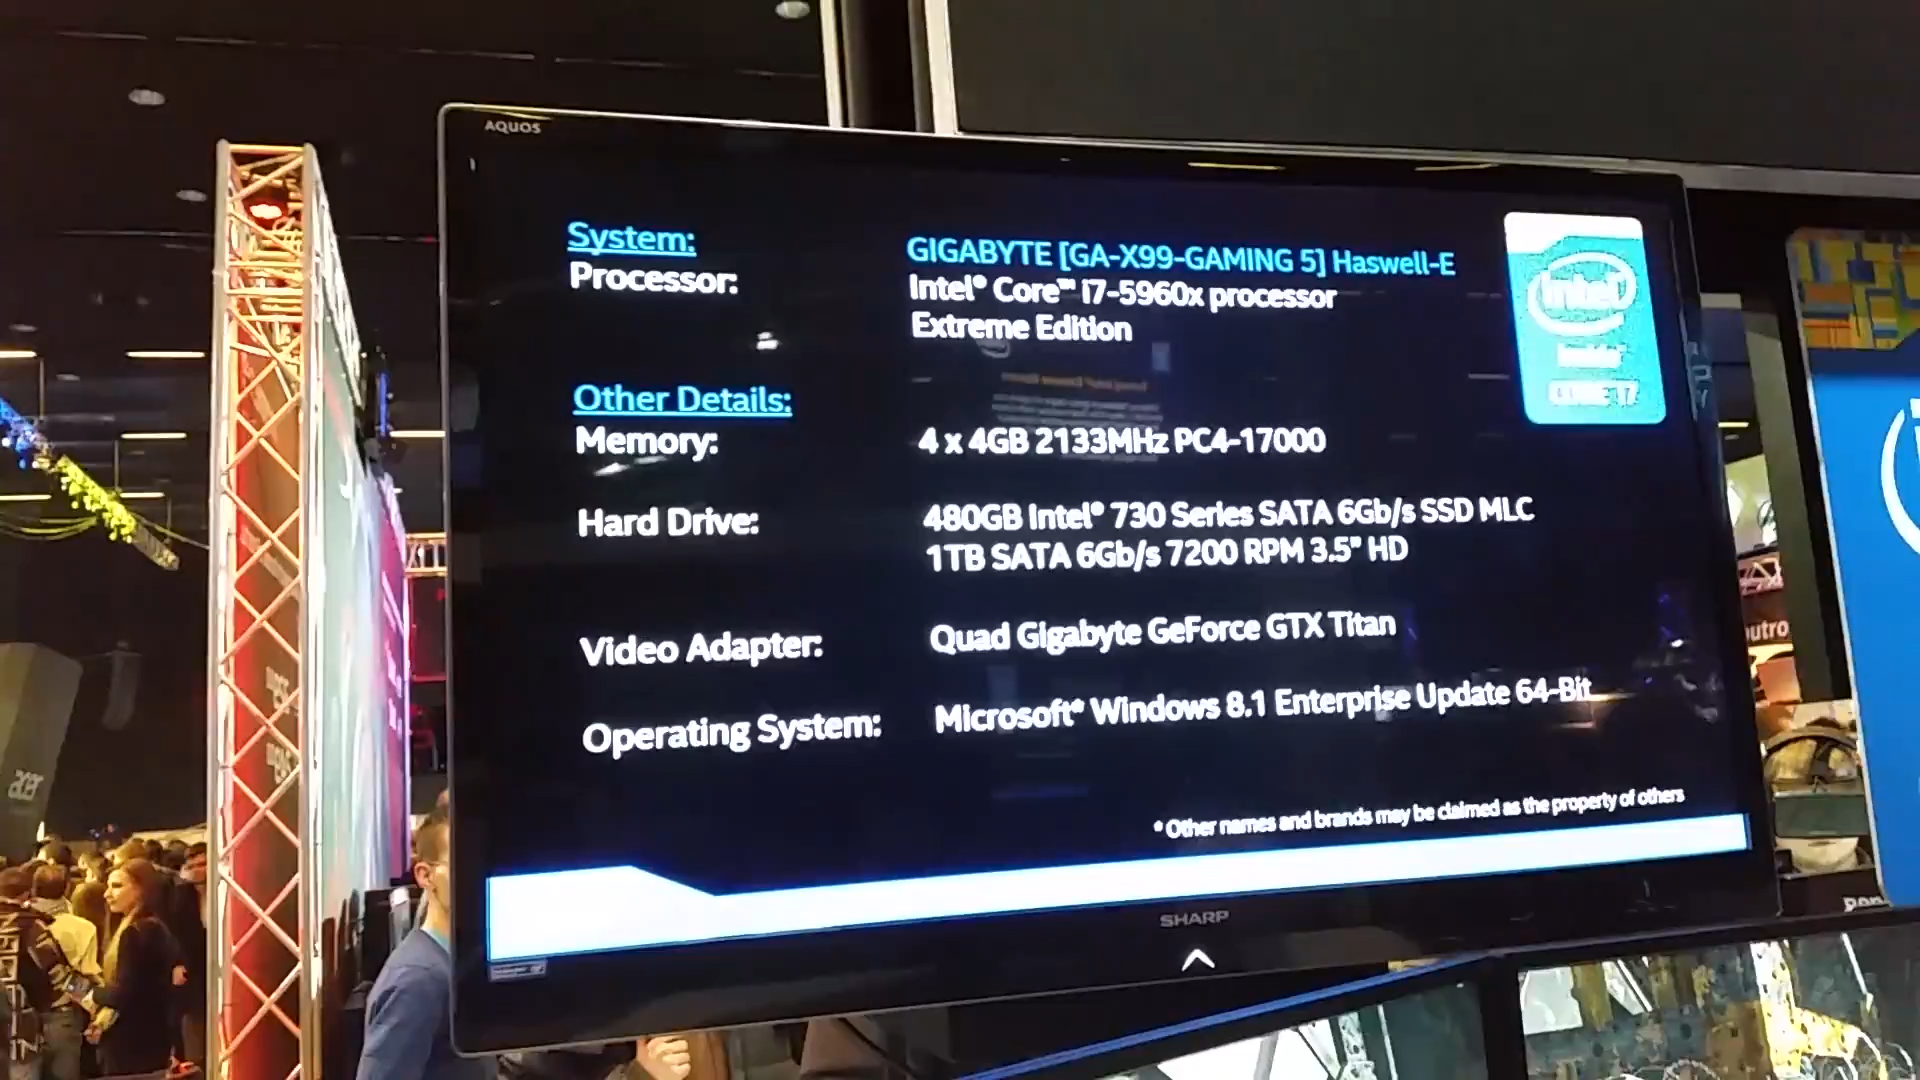 AQUOS
System: GIGABYTE [GA-X99-GAMING 5] Haswell-E
Processor: Intel® Core™ i7-5960x processor
Extreme Edition
intel
inside™
CORE i7
Other Details:
Memory: 4 x 4GB 2133MHz PC4-17000
Hard Drive: 480GB Intel® 730 Series SATA 6Gb/s SSD MLC
1TB SATA 6Gb/s 7200 RPM 3.5" HD
Video Adapter: Quad Gigabyte GeForce GTX Titan
Operating System: Microsoft® Windows 8.1 Enterprise Update 64-Bit
* Other names and brands may be claimed as the property of others
SHARP
acer